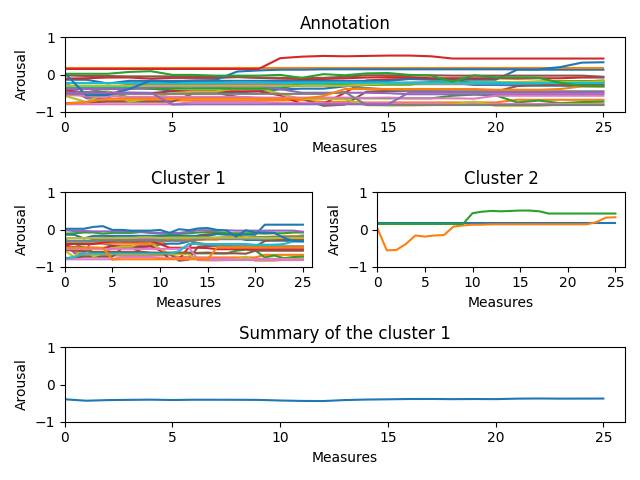 Annotation
Arousal
1
0
−1
0 5 10 15 20 25
Measures
Cluster 1
Arousal
1
0
−1
0 5 10 15 20 25
Measures
Cluster 2
Arousal
1
0
−1
0 5 10 15 20 25
Measures
Summary of the cluster 1
Arousal
1
0
−1
0 5 10 15 20 25
Measures